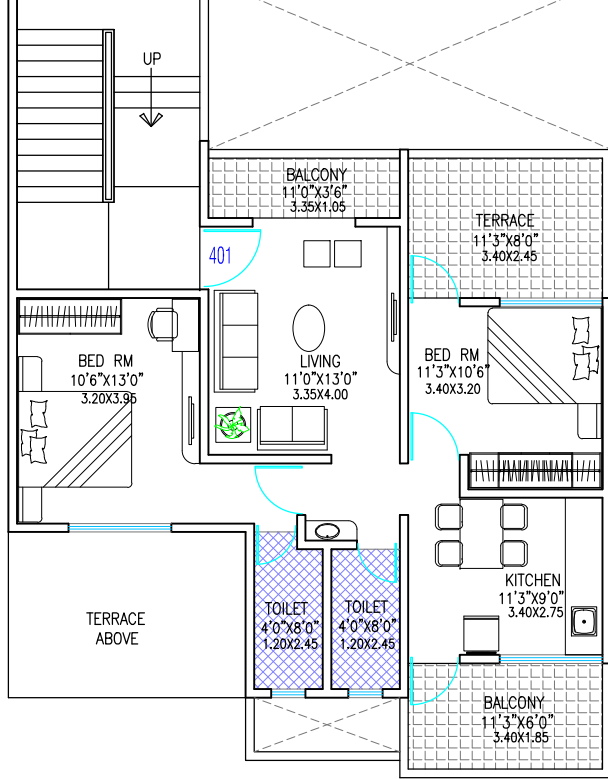 UP
BALCONY
11'0"X3'6"
3.35X1.05
401
TERRACE
11'3"X8'0"
3.40X2.45
BED RM
10'6"X13'0"
3.20X3.95
LIVING
11'0"X13'0"
3.35X4.00
BED RM
11'3"X10'6"
3.40X3.20
KITCHEN
11'3"X9'0"
3.40X2.75
TERRACE
ABOVE
TOILET
4'0"X8'0"
1.20X2.45
TOILET
4'0"X8'0"
1.20X2.45
BALCONY
11'3"X6'0"
3.40X1.85